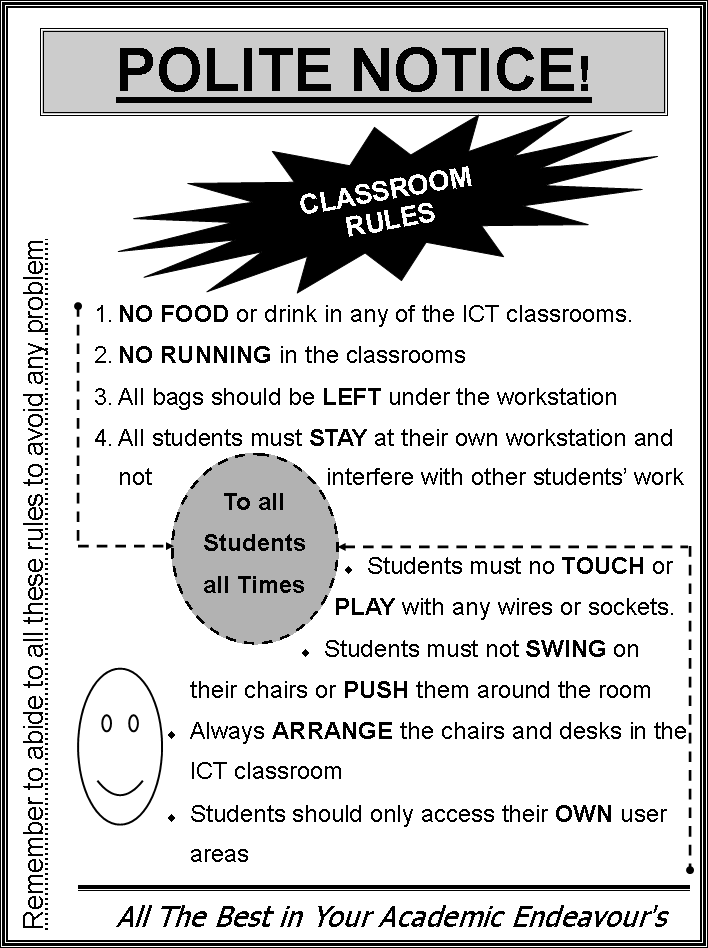 POLITE NOTICE!
CLASSROOM
RULES
1. NO FOOD or drink in any of the ICT classrooms.
2. NO RUNNING in the classrooms
3. All bags should be LEFT under the workstation
4. All students must STAY at their own workstation and
not interfere with other students' work
To all
Students
all Times
⬥ Students must no TOUCH or
PLAY with any wires or sockets.
⬥ Students must not SWING on
their chairs or PUSH them around the room
⬥ Always ARRANGE the chairs and desks in the
ICT classroom
⬥ Students should only access their OWN user
areas
Remember to abide to all these rules to avoid any problem
All The Best in Your Academic Endeavour's